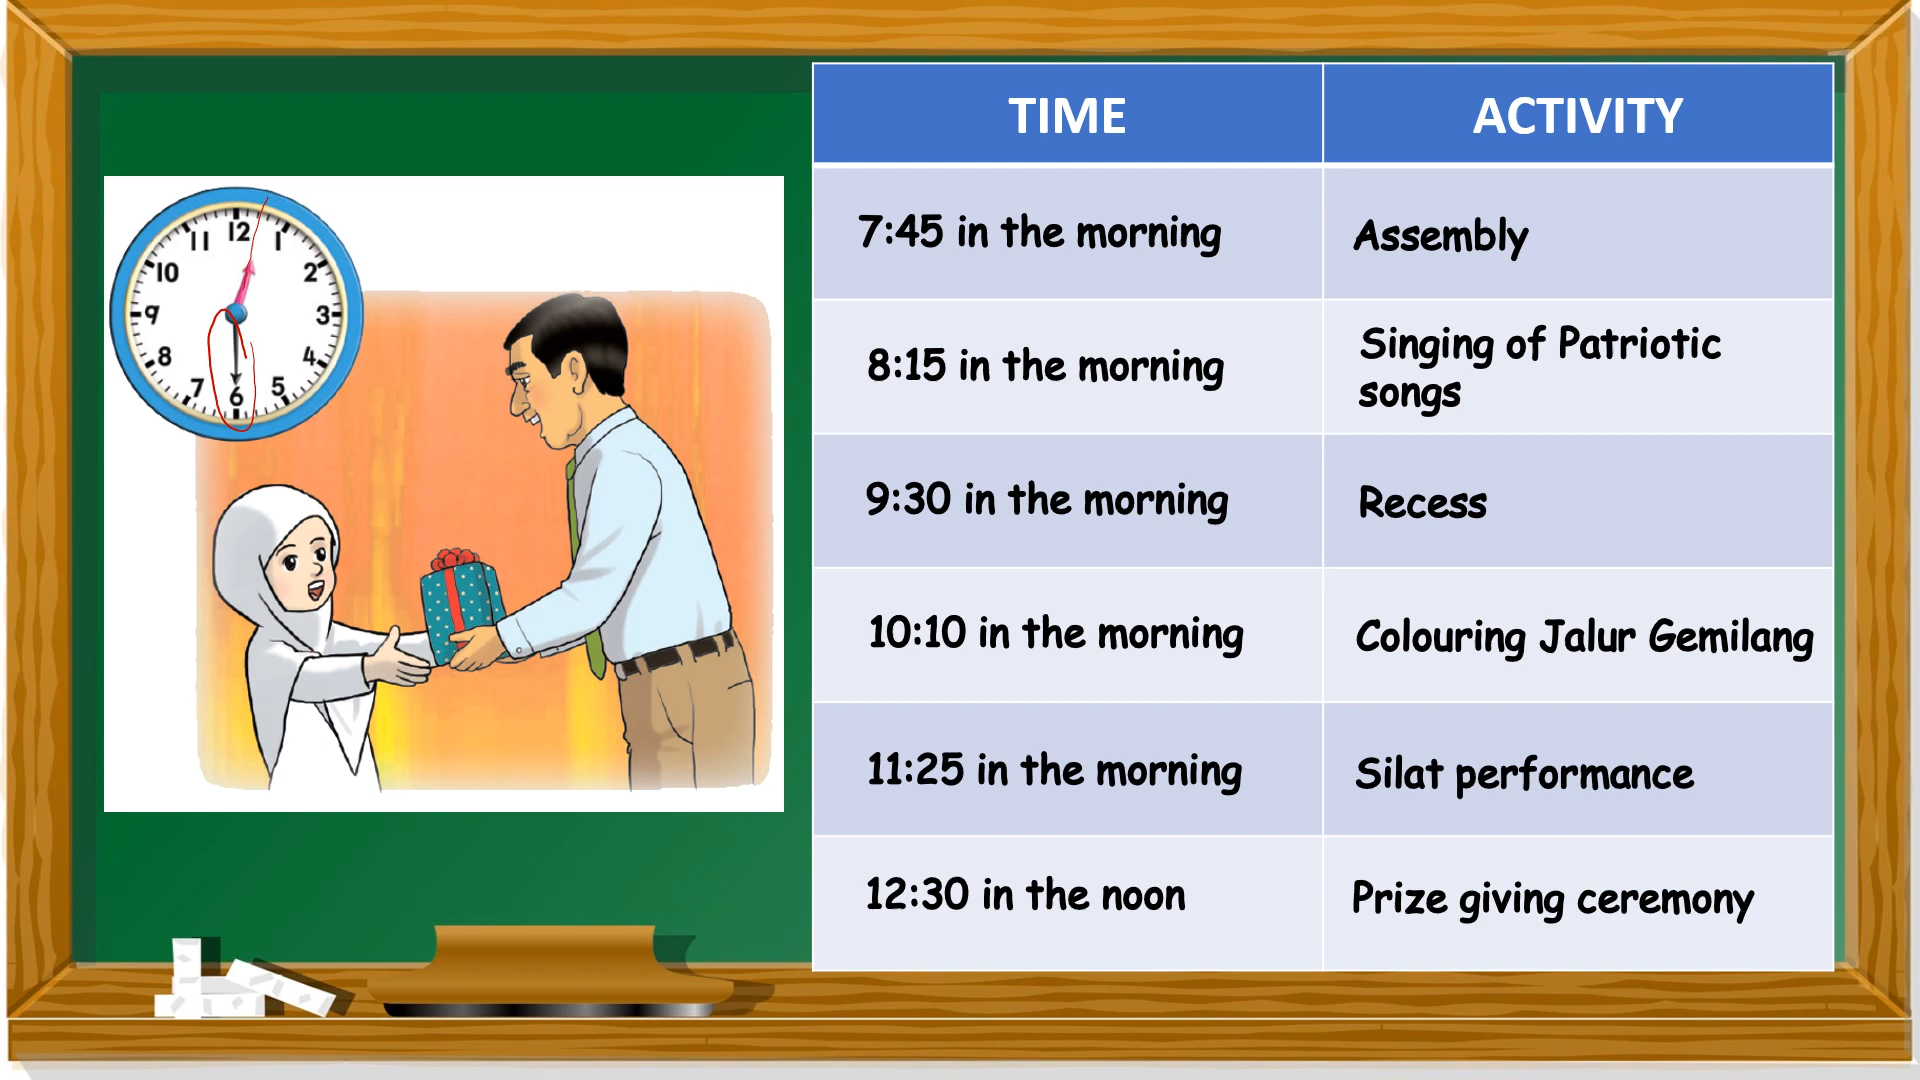 TIME ACTIVITY
7:45 in the morning Assembly
8:15 in the morning Singing of Patriotic
songs
9:30 in the morning Recess
10:10 in the morning Colouring Jalur Gemilang
11:25 in the morning Silat performance
12:30 in the noon Prize giving ceremony
12
11 1
10 2
9 3
8 4
7 5
6